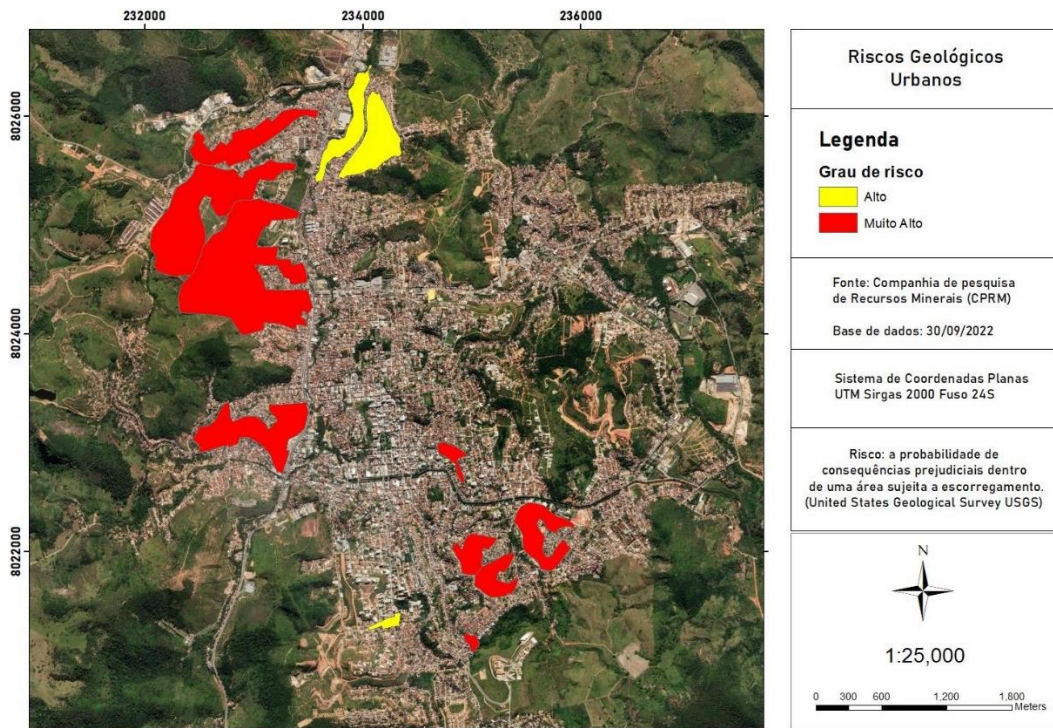 232000 234000 236000
8026000
8024000
8022000
Riscos Geológicos
Urbanos
Legenda
Grau de risco
Alto
Muito Alto
Fonte: Companhia de pesquisa
de Recursos Minerais (CPRM)
Base de dados: 30/09/2022
Sistema de Coordenadas Planas
UTM Sirgas 2000 Fuso 24S
Risco: a probabilidade de
consequências prejudiciais dentro
de uma área sujeita a escorregamento.
(United States Geological Survey USGS)
N
1:25,000
0 300 600 1,200 1,800
Meters